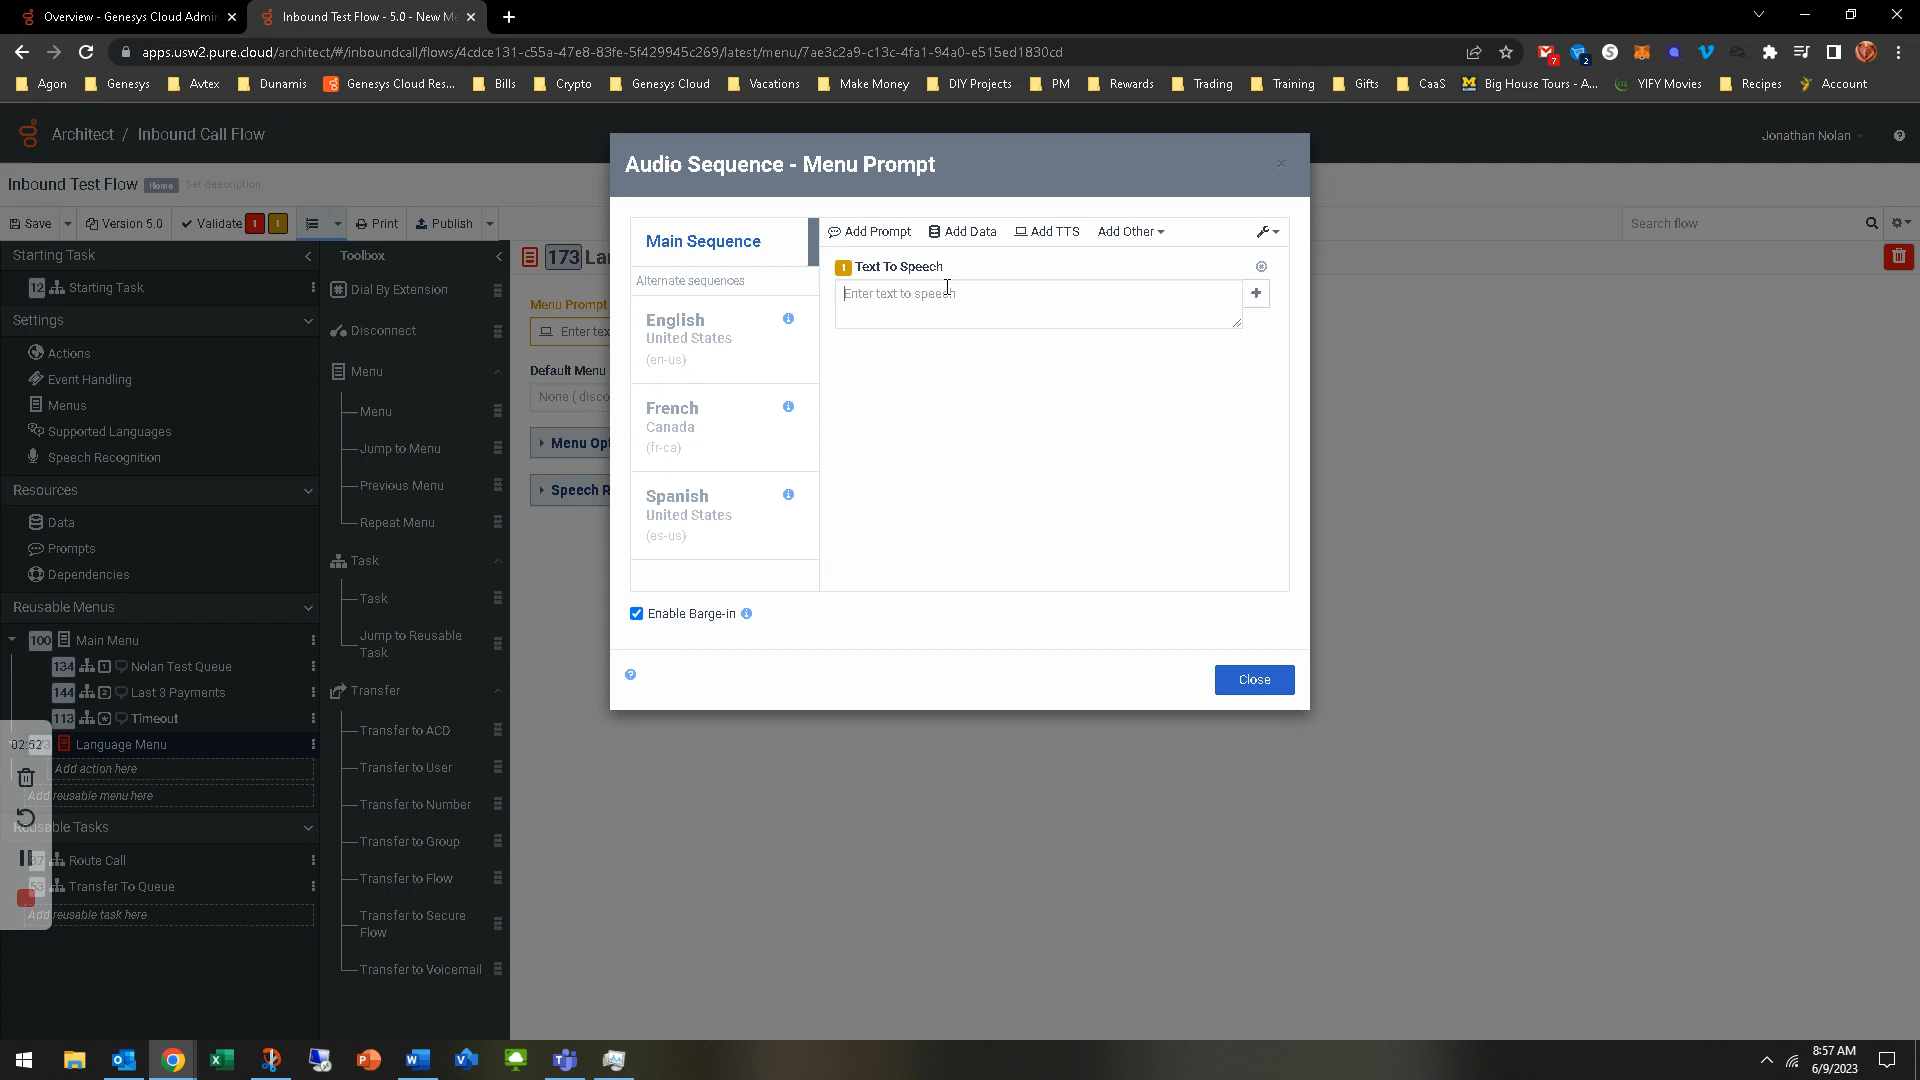 Overview - Genesys Cloud Admin
Inbound Test Flow - 5.0 - New Me
apps.usw2.pure.cloud/architect/#/inboundcall/flows/4cdce131-c55a-47e8-83fe-5f429945c269/latest/menu/7ae3c2a9-c13c-4fa1-94a0-e515ed1830cd
7
2
Agon
Genesys
Avtex
Dunamis
Genesys Cloud Res...
Bills
Crypto
Genesys Cloud
Vacations
Make Money
DIY Projects
PM
Rewards
Trading
Training
Gifts
CaaS
Big House Tours - A...
YIFY Movies
Recipes
Account
Architect / Inbound Call Flow
Jonathan Nolan
Inbound Test Flow Home Set description...
Save
Version 5.0
Validate 1 1
Print
Publish
Search flow
Starting Task
12 Starting Task
Settings
Actions
Event Handling
Menus
Supported Languages
Speech Recognition
Resources
Data
Prompts
Dependencies
Reusable Menus
100 Main Menu
134 1 Nolan Test Queue
144 2 Last 3 Payments
113 Timeout
02:52
Language Menu
Add action here
Add reusable menu here
Reusable Tasks
37 Route Call
53 Transfer To Queue
Add reusable task here
Toolbox
Dial By Extension
Disconnect
Menu
Menu
Jump to Menu
Previous Menu
Repeat Menu
Task
Task
Jump to Reusable
Task
Transfer
Transfer to ACD
Transfer to User
Transfer to Number
Transfer to Group
Transfer to Flow
Transfer to Secure
Flow
Transfer to Voicemail
173 La
Menu Prompt
Enter tex
Default Menu
None ( disco
Menu Opt
Speech R
Audio Sequence - Menu Prompt
Main Sequence
Alternate sequences
English
United States
(en-us)
French
Canada
(fr-ca)
Spanish
United States
(es-us)
Add Prompt
Add Data
Add TTS
Add Other
1 Text To Speech
Enter text to speech
Enable Barge-in
Close
8:57 AM
6/9/2023